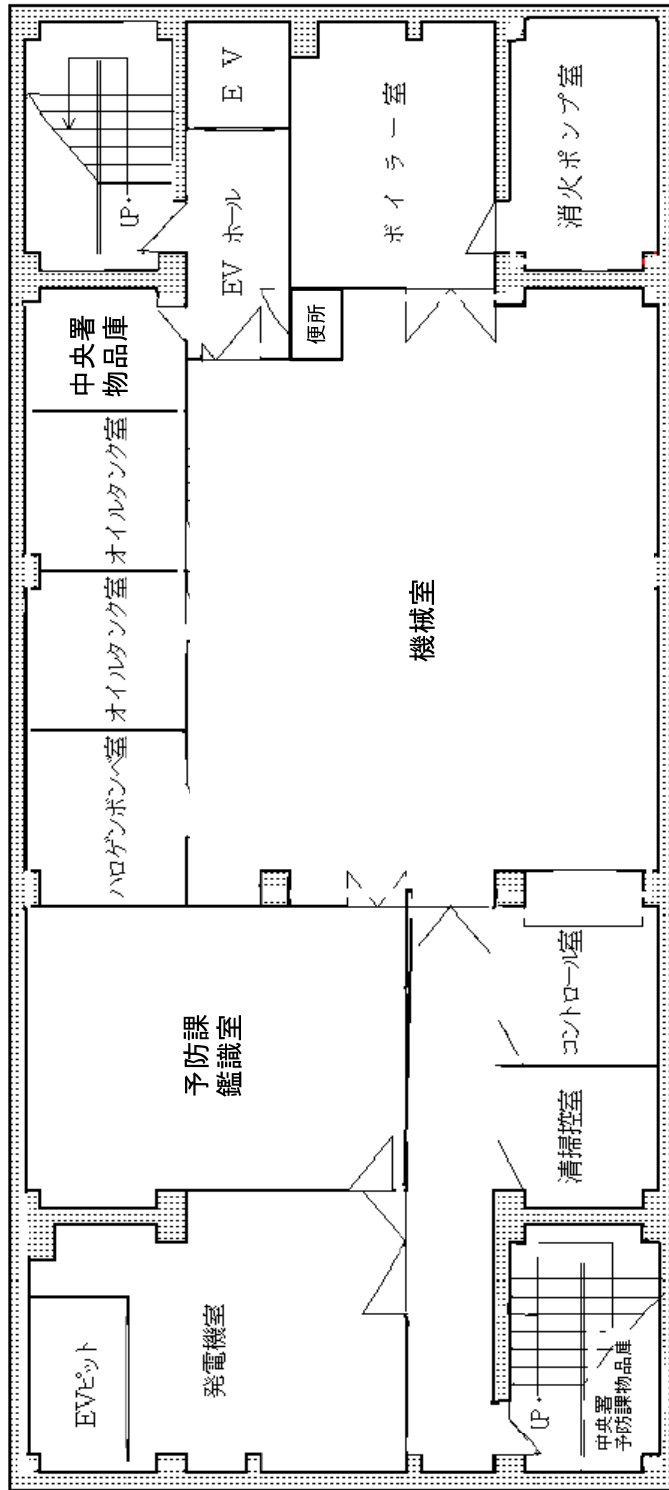 UP
EV
EVホール
ボイラー室
消火ポンプ室
中央署
物品庫
便所
オイルタンク室
オイルタンク室
ハロゲンボンベ室
機械室
予防課
鑑識室
コントロール室
清掃控室
EVピット
発電機室
UP
中央署
予防課物品庫